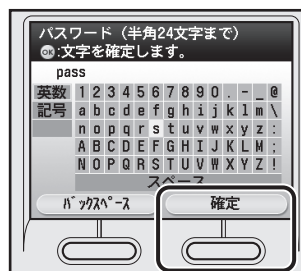 パスワード（半角24文字まで）
OK:文字を確定します。
pass
英数 1 2 3 4 5 6 7 8 9 0 . - _ @
記号 a b c d e f g h i j k l m \
n o p q r s t u v w x y z :
A B C D E F G H I J K L M ;
N O P Q R S T U V W X Y Z !
スペース
バックスペース 確定